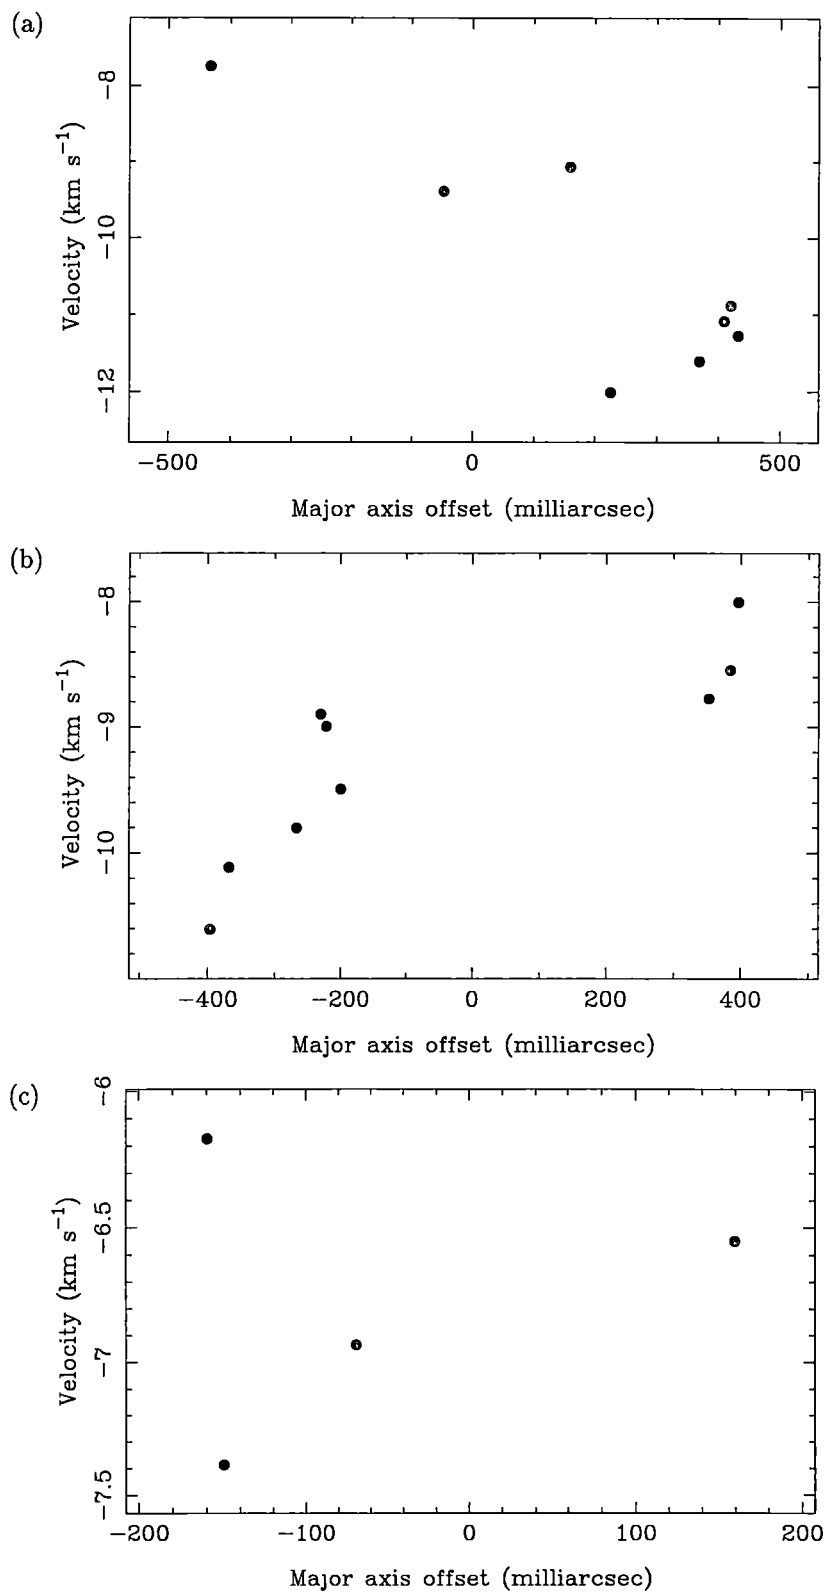 (a)
-8
-10
-12
Velocity (km s⁻¹)
-500 0 500
Major axis offset (milliarcsec)
(b)
-8
-9
-10
Velocity (km s⁻¹)
-400 -200 0 200 400
Major axis offset (milliarcsec)
(c)
-6
-6.5
-7
-7.5
Velocity (km s⁻¹)
-200 -100 0 100 200
Major axis offset (milliarcsec)